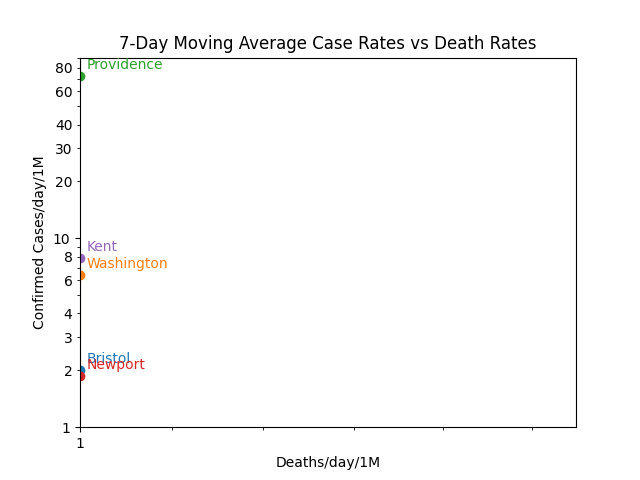 7-Day Moving Average Case Rates vs Death Rates
Confirmed Cases/day/1M
80
60
40
30
20
10
8
6
4
3
2
1
Providence
Kent
Washington
Bristol
Newport
1
Deaths/day/1M